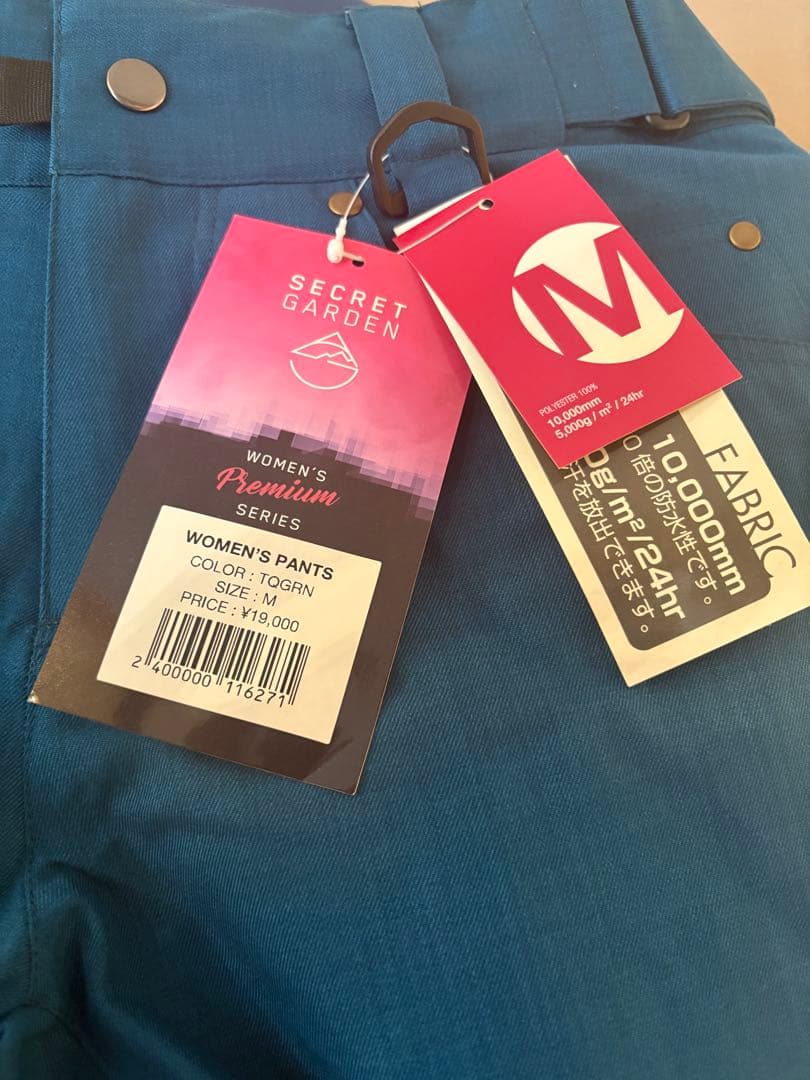 SECRET
GARDEN
WOMEN'S
Premium
SERIES
WOMEN'S PANTS
COLOR : TQGRN
SIZE : M
PRICE : ¥19,000
2 400000 116271
M
POLYESTER 100%
10,000mm
5,000g / m² / 24hr
FABRIC
10,000mm
倍の防水性です。
0g/m²/24hr
汗を放出できます。